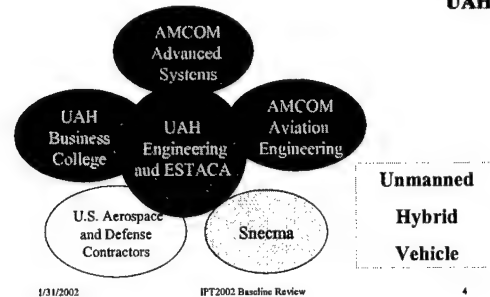 UAH
AMCOM
Advanced
Systems
UAH
Business
College
UAH
Engineering
and ESTACA
AMCOM
Aviation
Engineering
U.S. Aerospace
and Defense
Contractors
Snecma
Unmanned
Hybrid
Vehicle
1/31/2002
IPT2002 Baseline Review
4